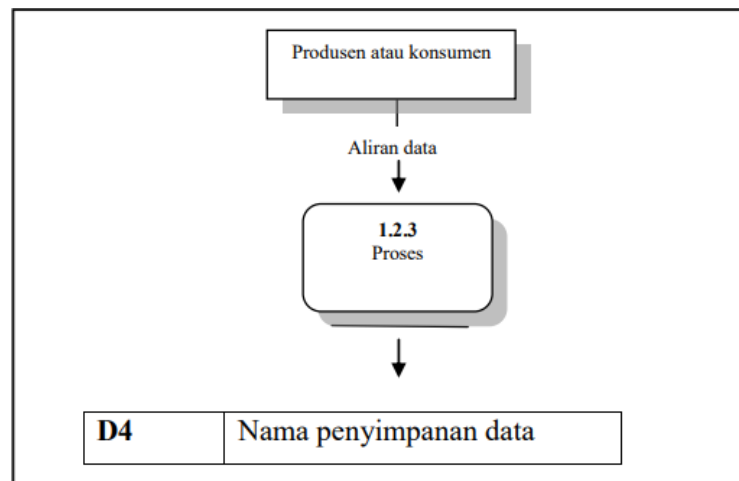 Produsen atau konsumen
Aliran data
1.2.3
Proses
D4 Nama penyimpanan data